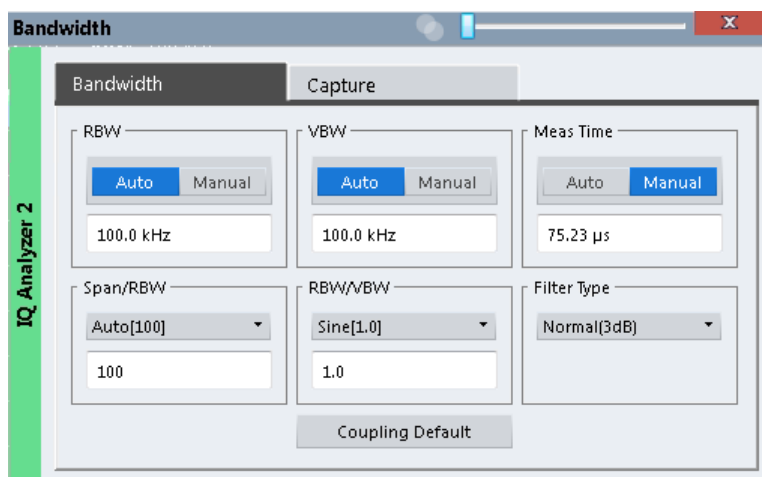 Bandwidth
X
Bandwidth
Capture
RBW
VBW
Meas Time
Auto
Manual
Auto
Manual
Auto
Manual
100.0 kHz
100.0 kHz
75.23 µs
Span/RBW
RBW/VBW
Filter Type
Auto[100]
Sine[1.0]
Normal(3dB)
100
1.0
Coupling Default
IQ Analyzer 2